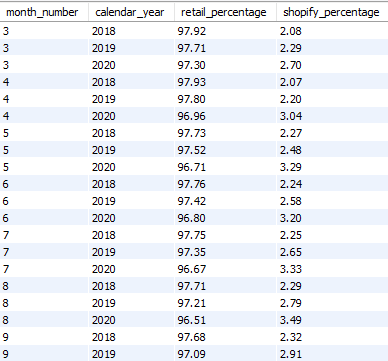 month_number calendar_year retail_percentage shopify_percentage
3 2018 97.92 2.08
3 2019 97.71 2.29
3 2020 97.30 2.70
4 2018 97.93 2.07
4 2019 97.80 2.20
4 2020 96.96 3.04
5 2018 97.73 2.27
5 2019 97.52 2.48
5 2020 96.71 3.29
6 2018 97.76 2.24
6 2019 97.42 2.58
6 2020 96.80 3.20
7 2018 97.75 2.25
7 2019 97.35 2.65
7 2020 96.67 3.33
8 2018 97.71 2.29
8 2019 97.21 2.79
8 2020 96.51 3.49
9 2018 97.68 2.32
9 2019 97.09 2.91